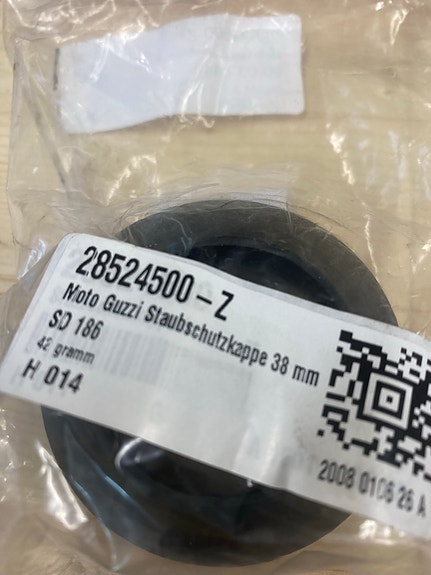 28524500-Z
Moto Guzzi Staubschutzkappe 38 mm
SD 186
42 gramm
H 014
2008 0106 26 A